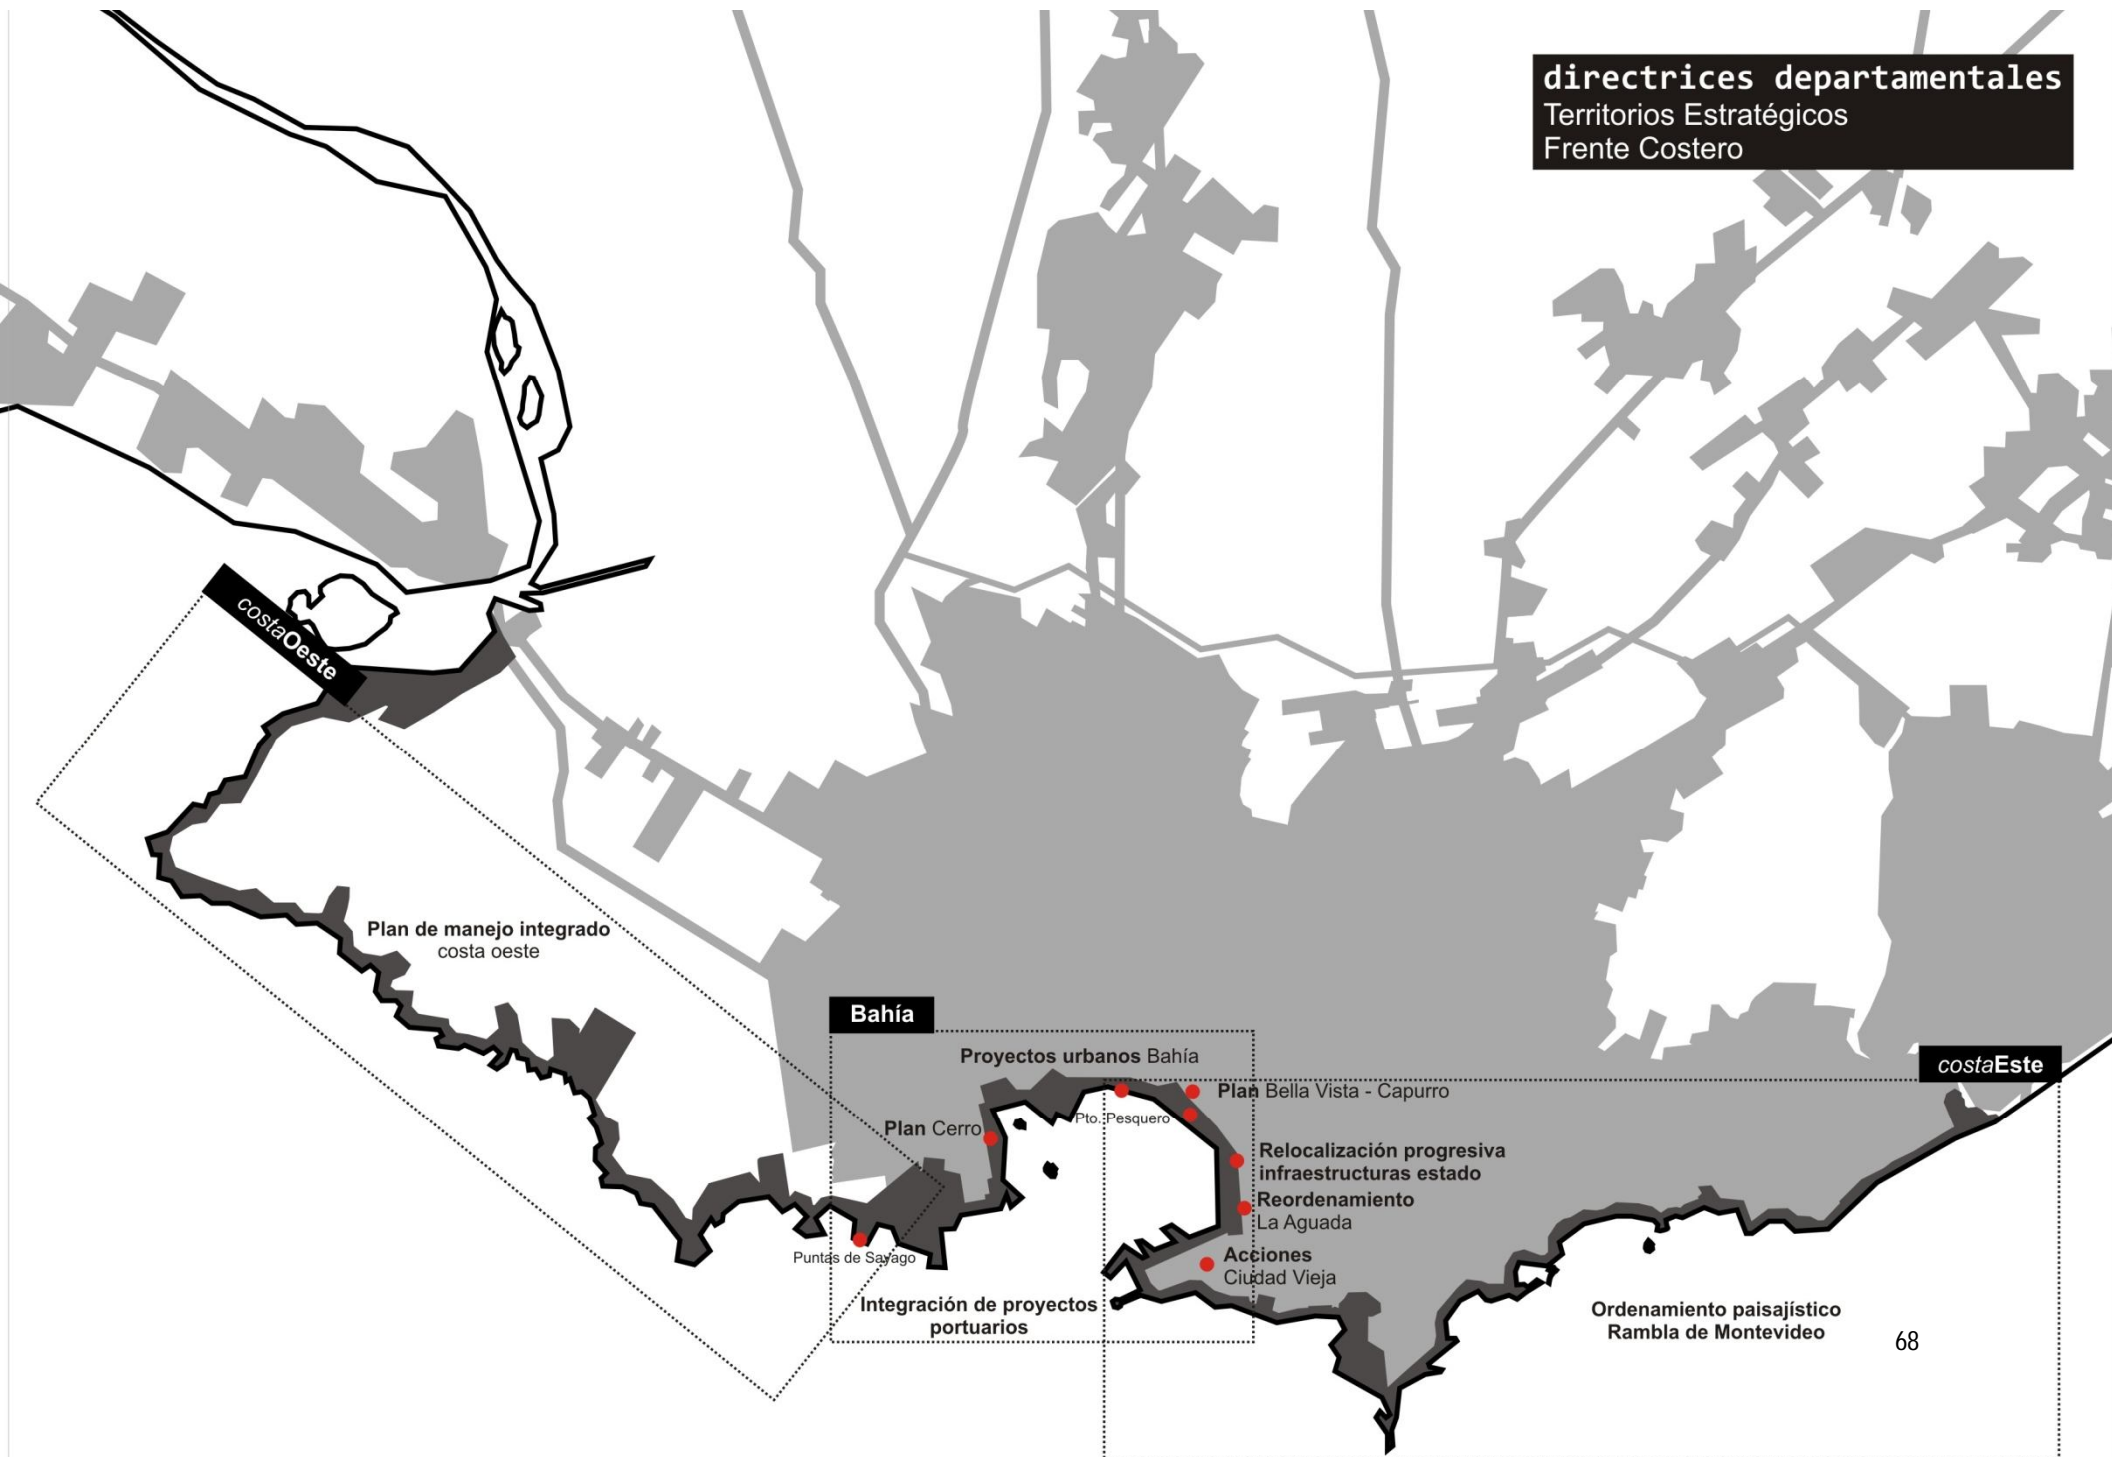 directrices departamentales
Territorios Estratégicos
Frente Costero
costaOeste
Plan de manejo integrado
costa oeste
Bahía
Proyectos urbanos Bahía
costaEste
Plan Bella Vista - Capurro
Pto. Pesquero
Plan Cerro
Relocalización progresiva
infraestructuras estado
Reordenamiento
La Aguada
Puntas de Sayago
Acciones
Ciudad Vieja
Integración de proyectos
portuarios
Ordenamiento paisajístico
Rambla de Montevideo
68